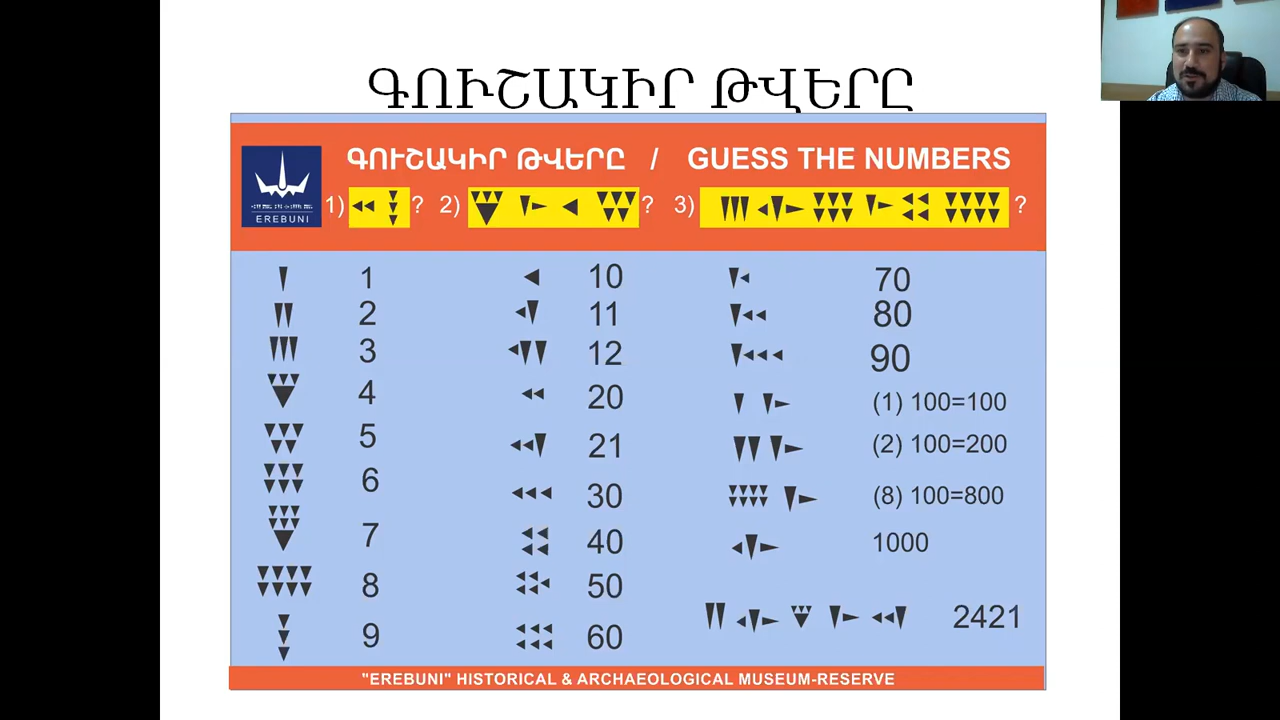 ԳՈՒՇԱԿԻՐ ԹՎԵՐԸ
ԳՈՒՇԱԿԻՐ ԹՎԵՐԸ / GUESS THE NUMBERS
EREBUNI
1) ? 2) ? 3) ?
1 10 70
2 11 80
3 12 90
4 20 (1) 100=100
5 21 (2) 100=200
6 30 (8) 100=800
7 40 1000
8 50
9 60 2421
"EREBUNI" HISTORICAL & ARCHAEOLOGICAL MUSEUM-RESERVE